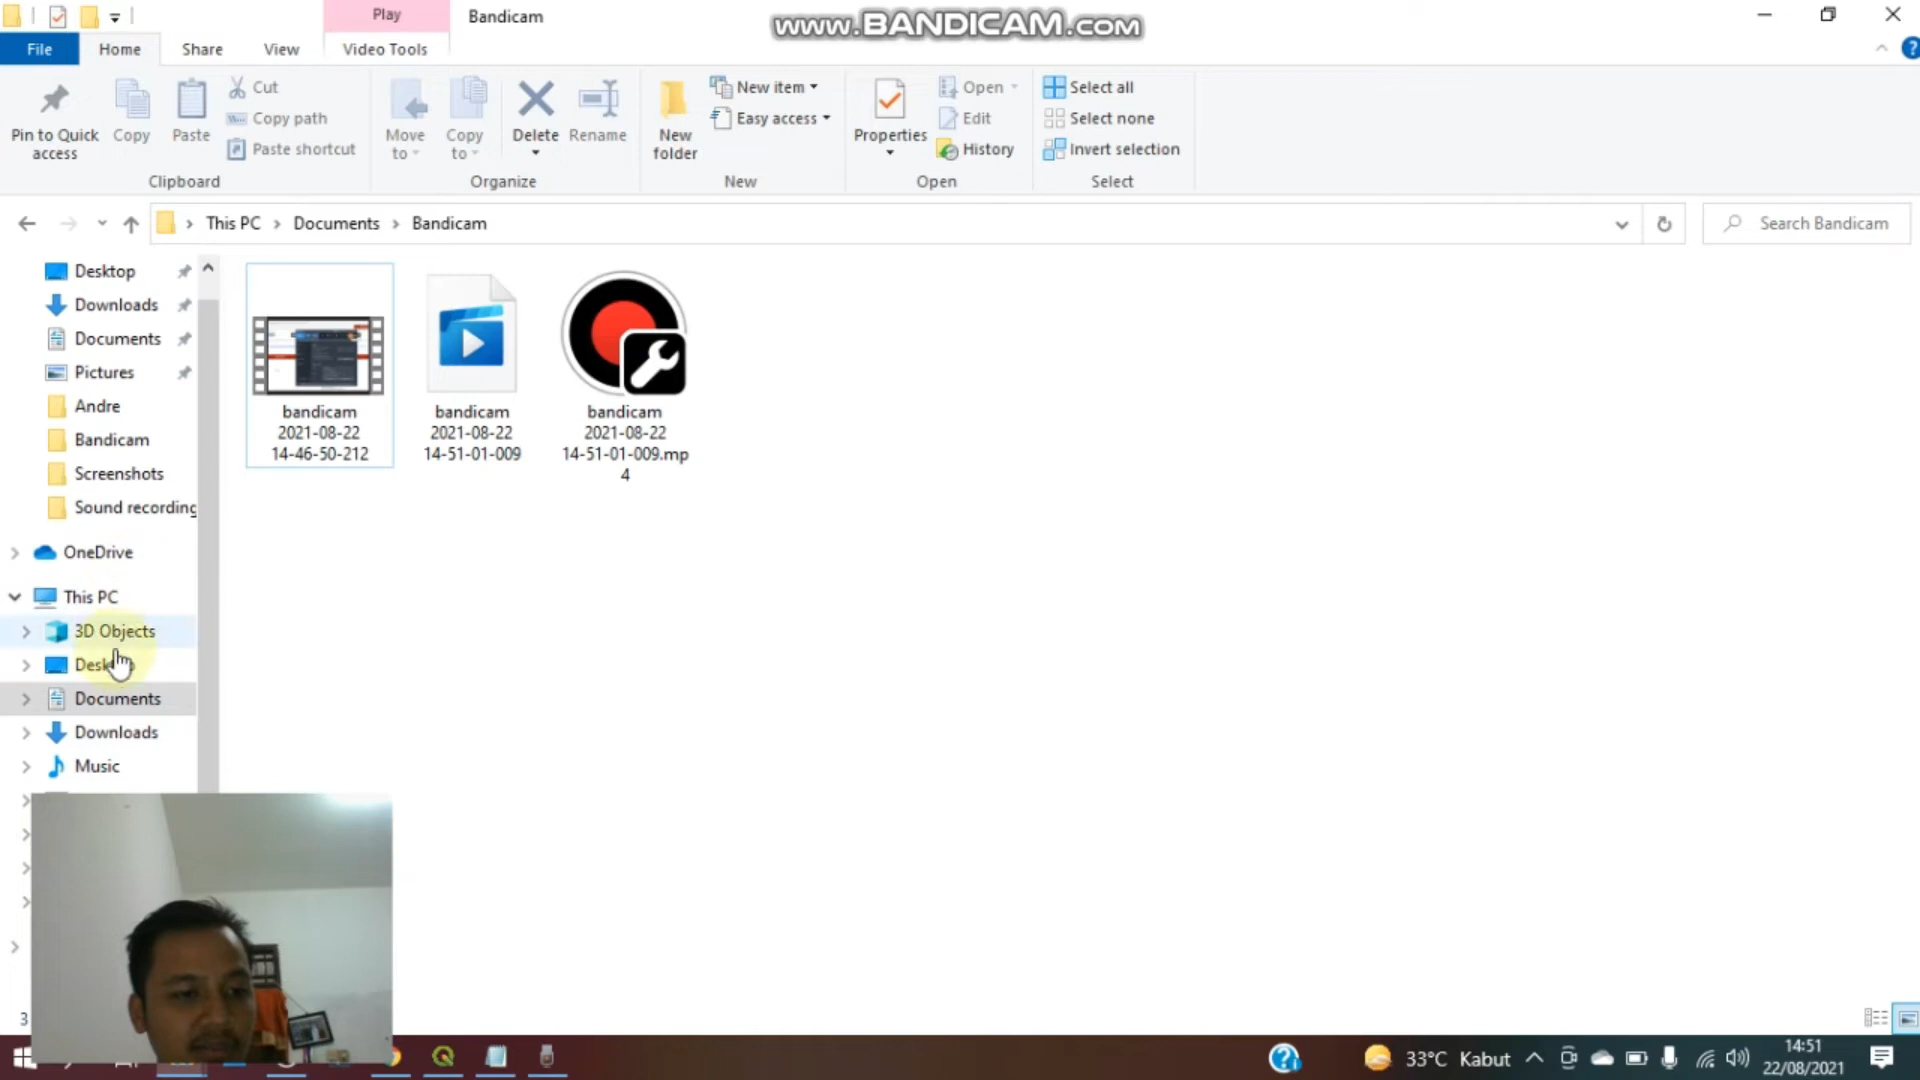 Play
Bandicam
www.BANDICAM.com
File
Home
Share
View
Video Tools
Pin to Quick
access
Copy
Paste
Cut
Copy path
Paste shortcut
Clipboard
Move
to
Copy
to
Delete
Rename
Organize
New
folder
New item
Easy access
New
Properties
Open
Edit
History
Open
Select all
Select none
Invert selection
Select
This PC
Documents
Bandicam
Search Bandicam
Desktop
Downloads
Documents
Pictures
Andre
Bandicam
Screenshots
Sound recording
OneDrive
This PC
3D Objects
Desktop
Documents
Downloads
Music
bandicam
2021-08-22
14-46-50-212
bandicam
2021-08-22
14-51-01-009
bandicam
2021-08-22
14-51-01-009.mp
4
3
33°C Kabut
14:51
22/08/2021